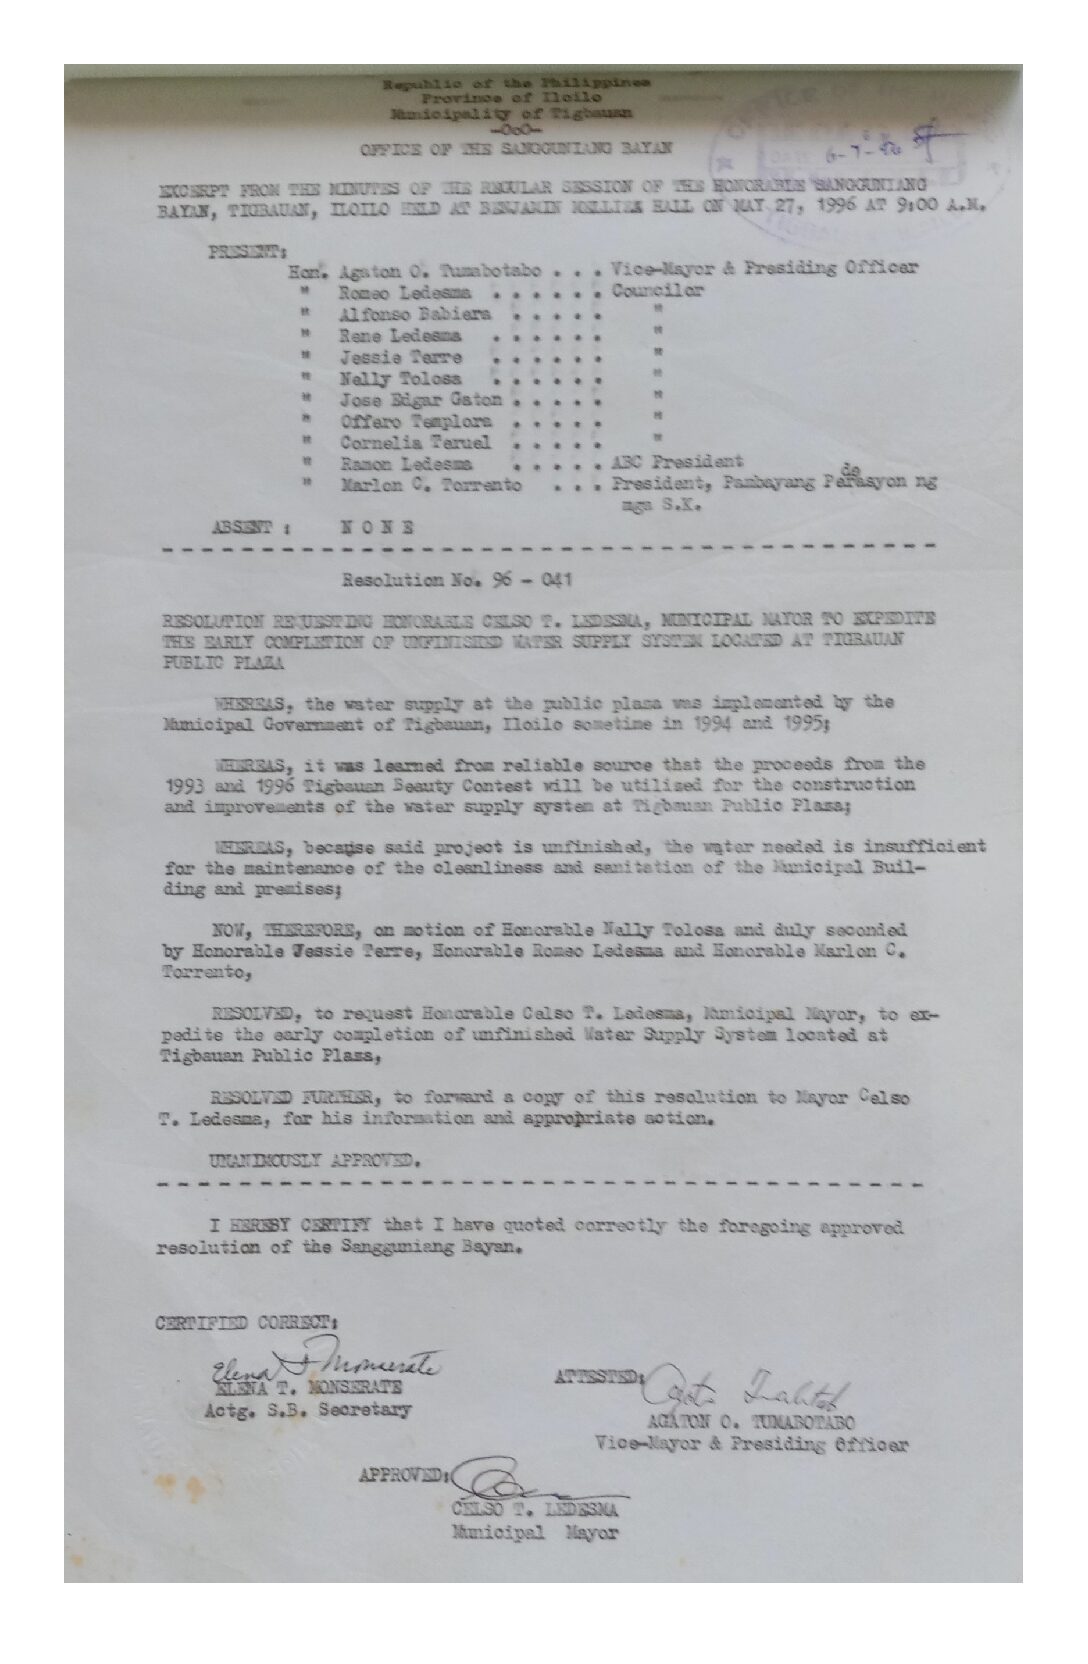 Republic of the Philippines
Province of Iloilo
Municipality of Tigbauan
-OoO-
OFFICE OF THE SANGGUNIANG BAYAN
OFFICE
DATE 6-7-96
EXCERPT FROM THE MINUTES OF THE REGULAR SESSION OF THE HONORABLE SANGGUNIANG
BAYAN, TIGBAUAN, ILOILO HELD AT BENJAMIN HALL ON MAY 27, 1996 AT 9:00 A.M.
PRESENT:
Hon. Agaton O. Tumabotabo . . . Vice-Mayor & Presiding Officer
" Romeo Ledesma . . . . . . Councilor
" Alfonso Babiera . . . . . "
" Rene Ledesma . . . . . . "
" Jessie Terre . . . . . . "
" Nelly Tolosa . . . . . . "
" Jose Edgar Gaton . . . . . "
" Offero Templora . . . . . "
" Cornelia Teruel . . . . . "
" Ramon Ledesma . . . . . ABC President
" Marlon C. Torrento . . . President, Pambayang Pederasyon ng
mga S.K.
ABSENT : N O N E
Resolution No. 96 - 041
RESOLUTION REQUESTING HONORABLE CELSO T. LEDESMA, MUNICIPAL MAYOR TO EXPEDITE
THE EARLY COMPLETION OF UNFINISHED WATER SUPPLY SYSTEM LOCATED AT TIGBAUAN
PUBLIC PLAZA
WHEREAS, the water supply at the public plaza was implemented by the
Municipal Government of Tigbauan, Iloilo sometime in 1994 and 1995;
WHEREAS, it was learned from reliable source that the proceeds from the
1993 and 1996 Tigbauan Beauty Contest will be utilized for the construction
and improvements of the water supply system at Tigbauan Public Plaza;
WHEREAS, because said project is unfinished, the water needed is insufficient
for the maintenance of the cleanliness and sanitation of the Municipal Buil-
ding and premises;
NOW, THEREFORE, on motion of Honorable Nelly Tolosa and duly seconded
by Honorable Jessie Terre, Honorable Romeo Ledesma and Honorable Marlon C.
Torrento,
RESOLVED, to request Honorable Celso T. Ledesma, Municipal Mayor, to ex-
pedite the early completion of unfinished Water Supply System located at
Tigbauan Public Plaza,
RESOLVED FURTHER, to forward a copy of this resolution to Mayor Celso
T. Ledesma, for his information and appropriate action.
UNANIMOUSLY APPROVED.
I HEREBY CERTIFY that I have quoted correctly the foregoing approved
resolution of the Sangguniang Bayan.
CERTIFIED CORRECT:
Elena T Monserate
ELENA T. MONSERATE
Actg. S.B. Secretary
ATTESTED:
AGATON O. TUMABOTABO
Vice-Mayor & Presiding Officer
APPROVED:
CELSO T. LEDESMA
Municipal Mayor